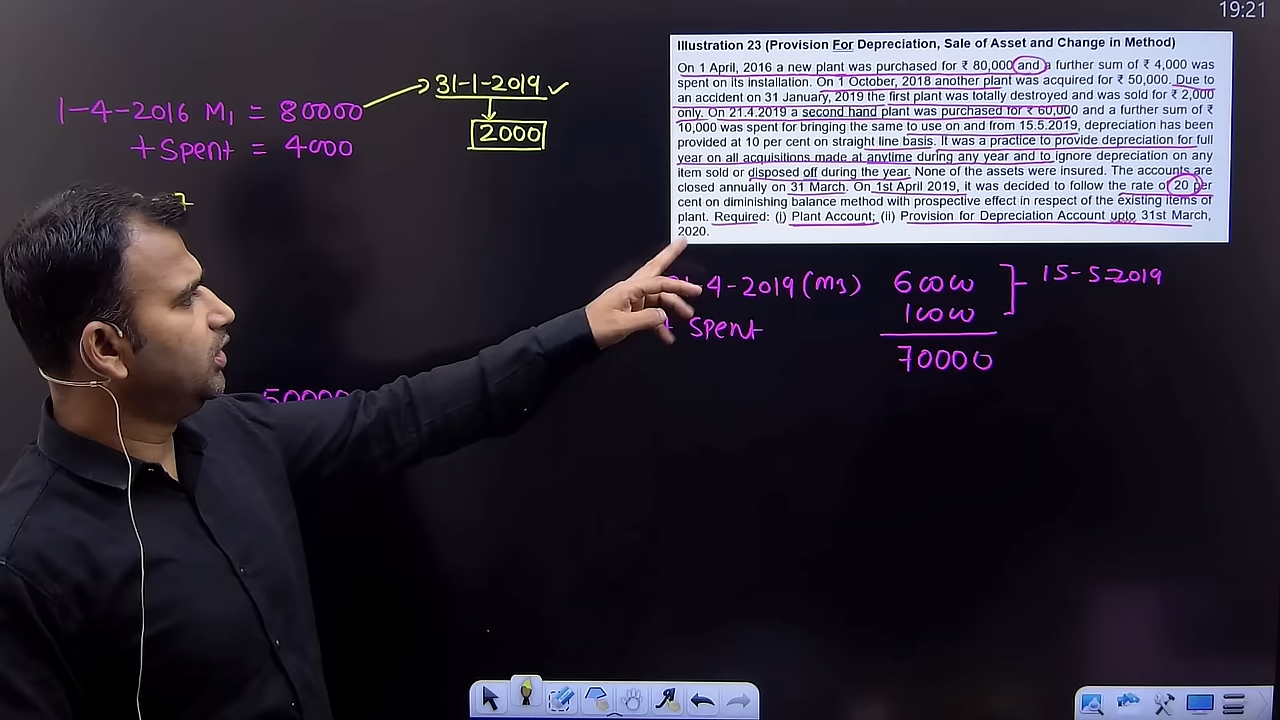 19:21
Illustration 23 (Provision For Depreciation, Sale of Asset and Change in Method)
On 1 April, 2016 a new plant was purchased for ₹ 80,000 and a further sum of ₹ 4,000 was
spent on its installation. On 1 October, 2018 another plant was acquired for ₹ 50,000. Due to
an accident on 31 January, 2019 the first plant was totally destroyed and was sold for ₹ 2,000
only. On 21.4.2019 a second hand plant was purchased for ₹ 60,000 and a further sum of ₹
10,000 was spent for bringing the same to use on and from 15.5.2019, depreciation has been
provided at 10 per cent on straight line basis. It was a practice to provide depreciation for full
year on all acquisitions made at anytime during any year and to ignore depreciation on any
item sold or disposed off during the year. None of the assets were insured. The accounts are
closed annually on 31 March. On 1st April 2019, it was decided to follow the rate of 20 per
cent on diminishing balance method with prospective effect in respect of the existing items of
plant. Required: (i) Plant Account; (ii) Provision for Depreciation Account upto 31st March,
2020.
1-4-2016 M1 = 80000
+ Spent = 4000
31-1-2019 ✓
2000
-4-2019 (M3) 60000
Spent 10000
15-5-2019
70000
50000